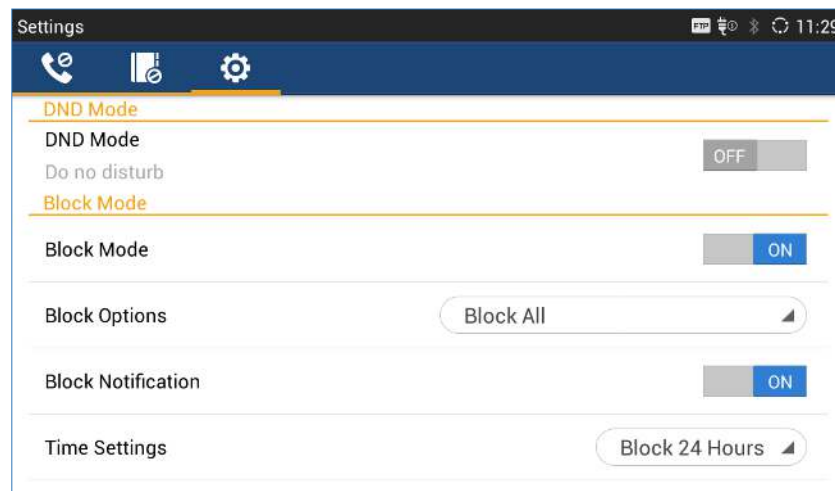 Settings FTP 11:29
DND Mode
DND Mode
OFF
Do no disturb
Block Mode
Block Mode ON
Block Options Block All
Block Notification ON
Time Settings Block 24 Hours